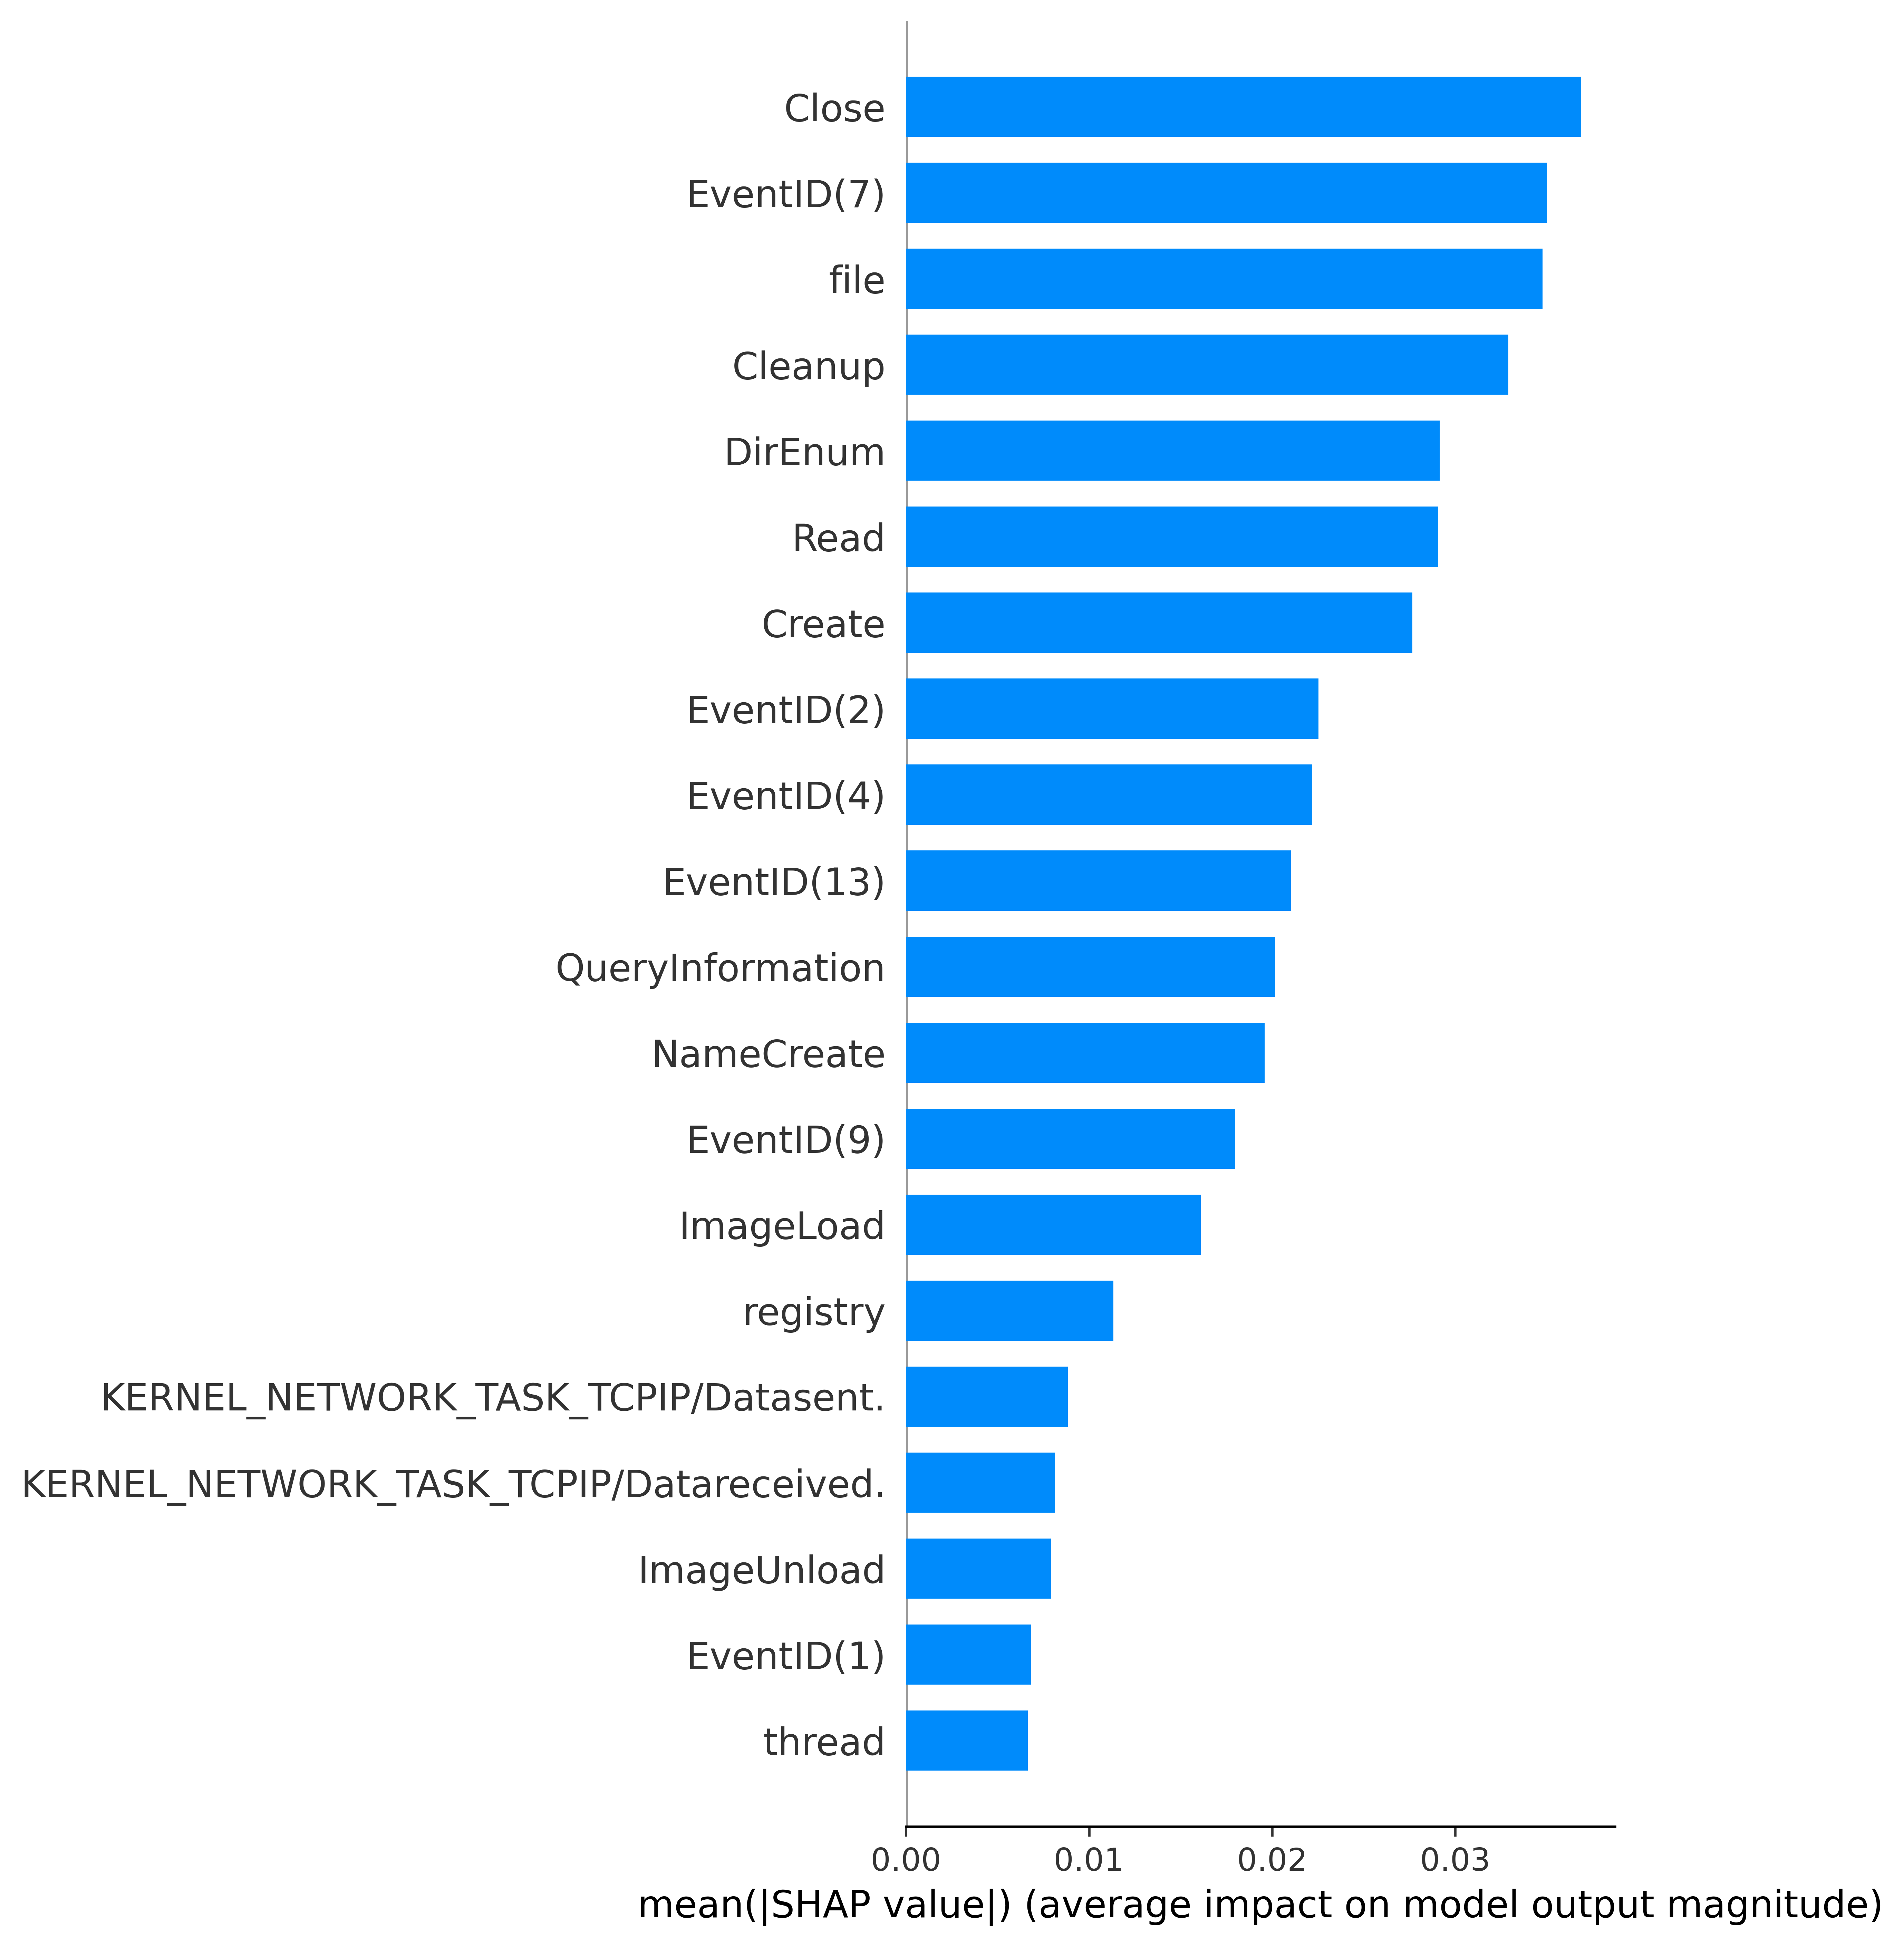 Close
EventID(7)
file
Cleanup
DirEnum
Read
Create
EventID(2)
EventID(4)
EventID(13)
QueryInformation
NameCreate
EventID(9)
ImageLoad
registry
KERNEL_NETWORK_TASK_TCPIP/Datasent.
KERNEL_NETWORK_TASK_TCPIP/Datareceived.
ImageUnload
EventID(1)
thread
0.00 0.01 0.02 0.03
mean(|SHAP value|) (average impact on model output magnitude)